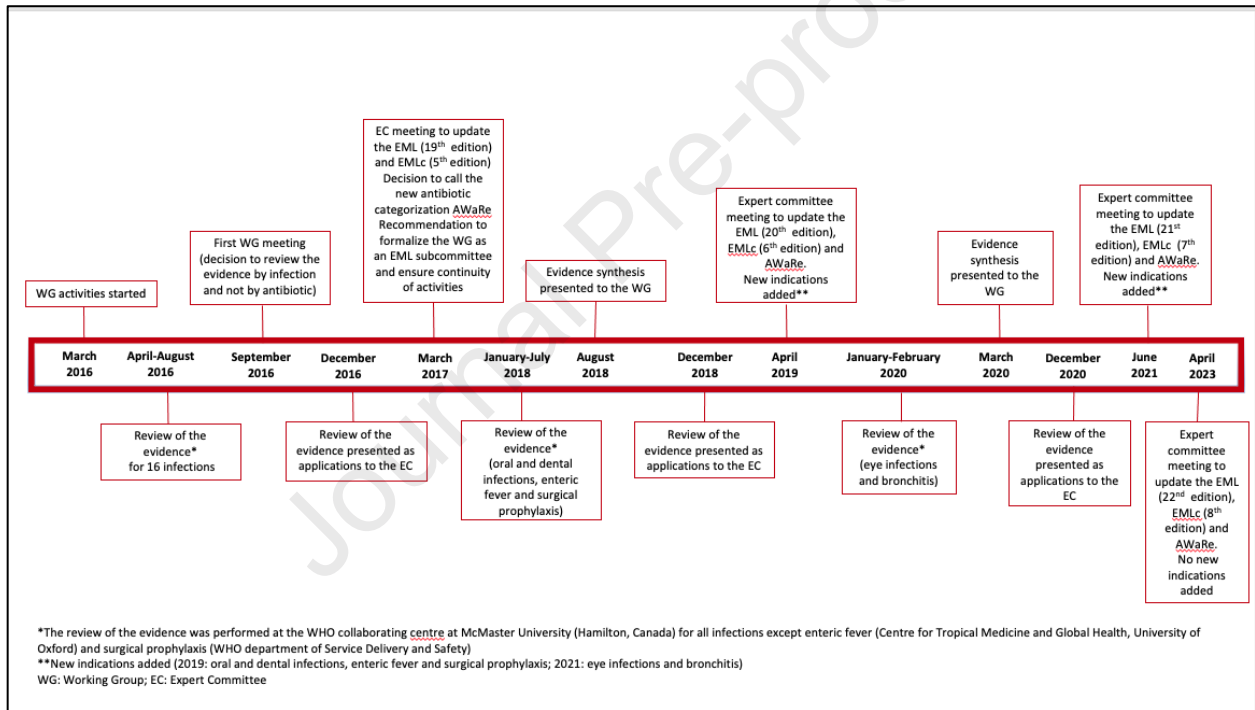 Journal Pre-proo
EC meeting to update
the EML (19th edition)
and EMLc (5th edition)
Decision to call the
new antibiotic
categorization AWaRe
Recommendation to
formalize the WG as
an EML subcommittee
and ensure continuity
of activities
Expert committee
meeting to update the
EML (20th edition),
EMLc (6th edition) and
AWaRe.
New indications
added**
Expert committee
meeting to update
the EML (21st
edition), EMLc (7th
edition) and AWaRe.
New indications
added**
First WG meeting
(decision to review the
evidence by infection
and not by antibiotic)
Evidence
synthesis
presented to the
WG
Evidence synthesis
presented to the WG
WG activities started
March
2016
April-August
2016
September
2016
December
2016
March
2017
January-July
2018
August
2018
December
2018
April
2019
January-February
2020
March
2020
December
2020
June
2021
April
2023
Review of the
evidence*
for 16 infections
Review of the
evidence presented as
applications to the EC
Review of the
evidence*
(oral and dental
infections, enteric
fever and surgical
prophylaxis)
Review of the
evidence presented as
applications to the EC
Review of the
evidence*
(eye infections
and bronchitis)
Review of the
evidence
presented as
applications to the
EC
Expert
committee
meeting to
update the EML
(22nd edition),
EMLc (8th
edition) and
AWaRe.
No new
indications
added
*The review of the evidence was performed at the WHO collaborating centre at McMaster University (Hamilton, Canada) for all infections except enteric fever (Centre for Tropical Medicine and Global Health, University of
Oxford) and surgical prophylaxis (WHO department of Service Delivery and Safety)
**New indications added (2019: oral and dental infections, enteric fever and surgical prophylaxis; 2021: eye infections and bronchitis)
WG: Working Group; EC: Expert Committee